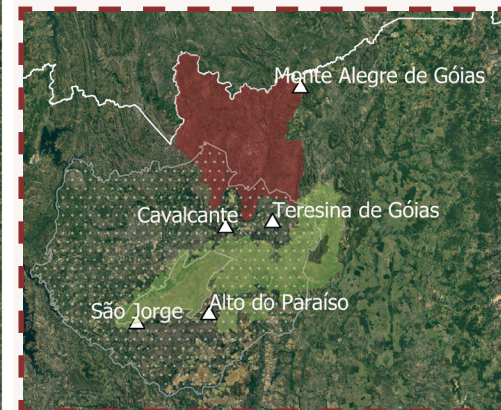 Monte Alegre de Góias
Cavalcante
Teresina de Góias
São Jorge
Alto do Paraíso